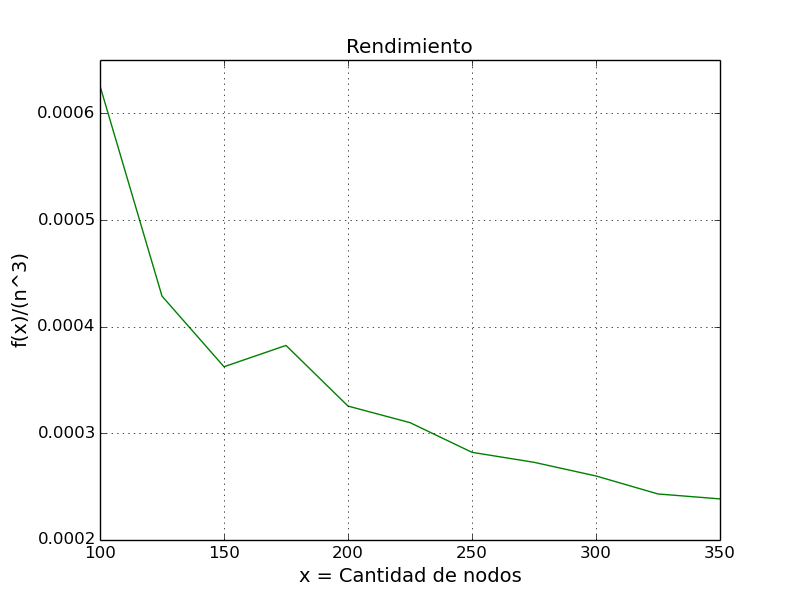 Rendimiento
f(x)/(n^3)
0.0006
0.0005
0.0004
0.0003
0.0002
100 150 200 250 300 350
x = Cantidad de nodos